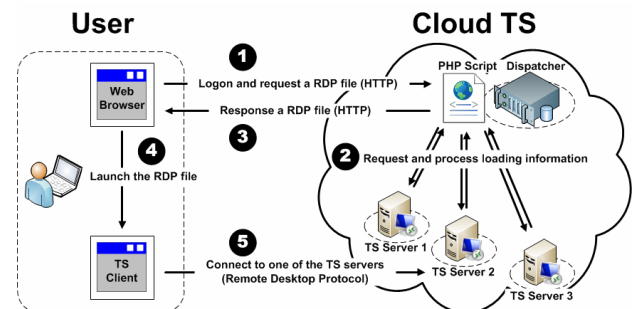 User
Cloud TS
1
PHP Script
Dispatcher
Web
Browser
Logon and request a RDP file (HTTP)
Response a RDP file (HTTP)
3
4
Launch the RDP file
2
Request and process loading information
TS Server 1
TS Server 2
TS Server 3
5
TS
Client
Connect to one of the TS servers
(Remote Desktop Protocol)